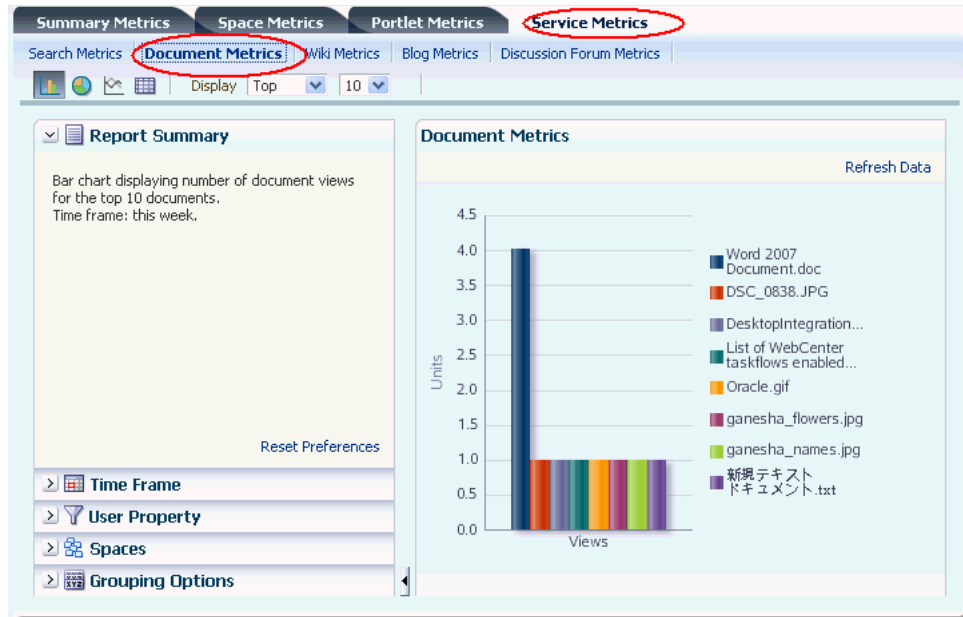 Summary Metrics Space Metrics Portlet Metrics Service Metrics
Search Metrics Document Metrics Wiki Metrics Blog Metrics Discussion Forum Metrics
Display Top 10
Report Summary
Bar chart displaying number of document views
for the top 10 documents.
Time frame: this week.
Reset Preferences
Time Frame
User Property
Spaces
Grouping Options
Document Metrics
Refresh Data
4.5
4.0
3.5
3.0
2.5
2.0
1.5
1.0
0.5
0.0
Units
Views
Word 2007
Document.doc
DSC_0838.JPG
DesktopIntegration...
List of WebCenter
taskflows enabled...
Oracle.gif
ganesha_flowers.jpg
ganesha_names.jpg
新規テキスト
ドキュメント.txt